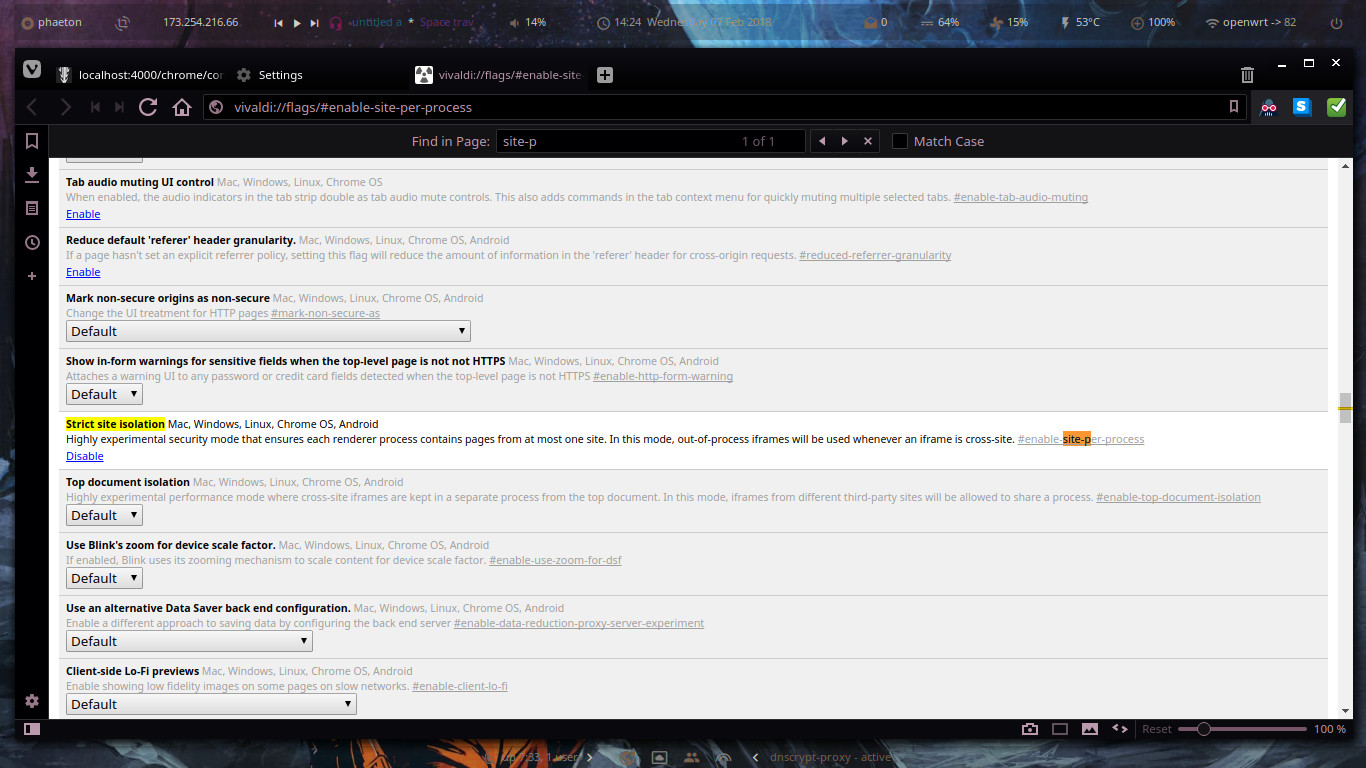 phaeton 173.254.216.66 untitled a * Space trav 14% 14:24 Wednesday 07 Feb 2018 0 64% 15% 53°C 100% openwrt -> 82
localhost:4000/chrome/cor Settings vivaldi://flags/#enable-site
vivaldi://flags/#enable-site-per-process
Find in Page: site-p 1 of 1 Match Case
Tab audio muting UI control Mac, Windows, Linux, Chrome OS
When enabled, the audio indicators in the tab strip double as tab audio mute controls. This also adds commands in the tab context menu for quickly muting multiple selected tabs. #enable-tab-audio-muting
Enable
Reduce default 'referer' header granularity. Mac, Windows, Linux, Chrome OS, Android
If a page hasn't set an explicit referrer policy, setting this flag will reduce the amount of information in the 'referer' header for cross-origin requests. #reduced-referrer-granularity
Enable
Mark non-secure origins as non-secure Mac, Windows, Linux, Chrome OS, Android
Change the UI treatment for HTTP pages #mark-non-secure-as
Default
Show in-form warnings for sensitive fields when the top-level page is not not HTTPS Mac, Windows, Linux, Chrome OS, Android
Attaches a warning UI to any password or credit card fields detected when the top-level page is not HTTPS #enable-http-form-warning
Default
Strict site isolation Mac, Windows, Linux, Chrome OS, Android
Highly experimental security mode that ensures each renderer process contains pages from at most one site. In this mode, out-of-process iframes will be used whenever an iframe is cross-site. #enable-site-per-process
Disable
Top document isolation Mac, Windows, Linux, Chrome OS, Android
Highly experimental performance mode where cross-site iframes are kept in a separate process from the top document. In this mode, iframes from different third-party sites will be allowed to share a process. #enable-top-document-isolation
Default
Use Blink's zoom for device scale factor. Mac, Windows, Linux, Chrome OS, Android
If enabled, Blink uses its zooming mechanism to scale content for device scale factor. #enable-use-zoom-for-dsf
Default
Use an alternative Data Saver back end configuration. Mac, Windows, Linux, Chrome OS, Android
Enable a different approach to saving data by configuring the back end server #enable-data-reduction-proxy-server-experiment
Default
Client-side Lo-Fi previews Mac, Windows, Linux, Chrome OS, Android
Enable showing low fidelity images on some pages on slow networks. #enable-client-lo-fi
Default
Reset 100 %
up 7:33, 1 user dnscrypt-proxy - active